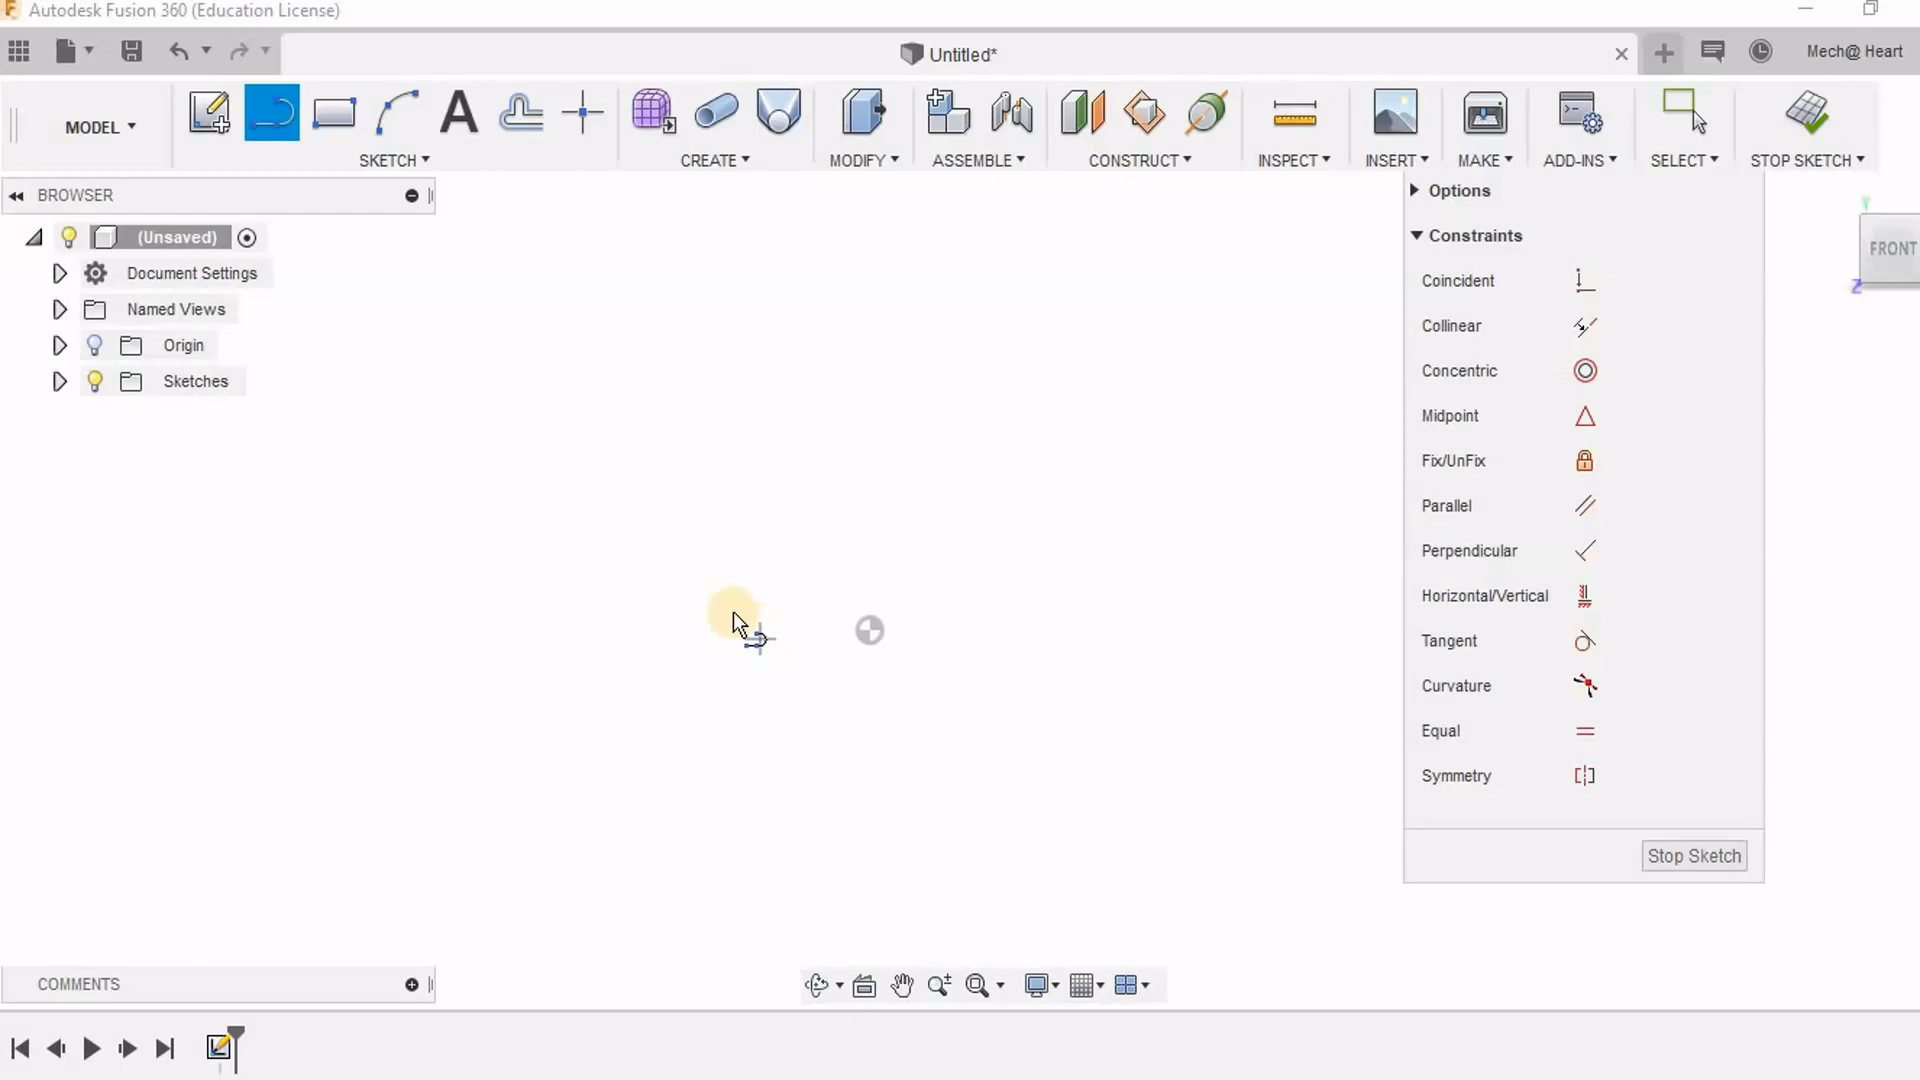 Autodesk Fusion 360 (Education License)
Untitled*
Mech@ Heart
MODEL
SKETCH
CREATE
MODIFY
ASSEMBLE
CONSTRUCT
INSPECT
INSERT
MAKE
ADD-INS
SELECT
STOP SKETCH
BROWSER
(Unsaved)
Document Settings
Named Views
Origin
Sketches
Options
Constraints
Coincident
Collinear
Concentric
Midpoint
Fix/UnFix
Parallel
Perpendicular
Horizontal/Vertical
Tangent
Curvature
Equal
Symmetry
Stop Sketch
Y
FRONT
Z
COMMENTS